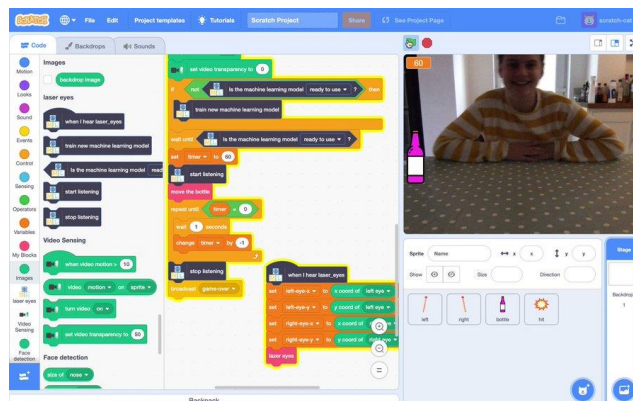 SCRATCH
File Edit Project templates Tutorials Scratch Project Share See Project Page scratch-cat
Code Backdrops Sounds
Motion
Looks
Sound
Events
Control
Sensing
Operators
Variables
My Blocks
Images
laser eyes
Video Sensing
Face detection
Images
backdrop image
laser eyes
when I hear laser_eyes
train new machine learning model
Is the machine learning model
start listening
stop listening
Video Sensing
when video motion > 10
video motion on sprite
turn video on
set video transparency to 50
Face detection
size of nose
set video transparency to 0
if not Is the machine learning model ready to use ? then
train new machine learning model
wait until Is the machine learning model ready to use ?
set timer to 60
start listening
move the bottle
repeat until timer = 0
wait 1 seconds
change timer by -1
stop listening
broadcast game-over
when I hear laser_eyes
set left-eye-x to x coord of left eye
set left-eye-y to y coord of left eye
set right-eye-x to x coord of
set right-eye-y to y coord of right eye
lazer eyes
Backpack
60
Sprite Name x x y y
Show Size Direction
left right bottle hit
Stage
Backdrops
1